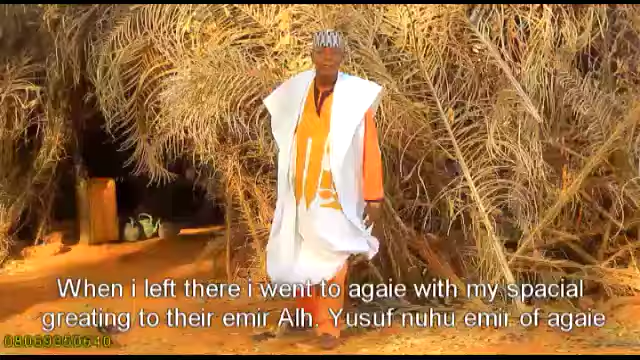 When i left there i went to agaie with my spacial
greating to their emir Alh. Yusuf nuhu emir of agaie